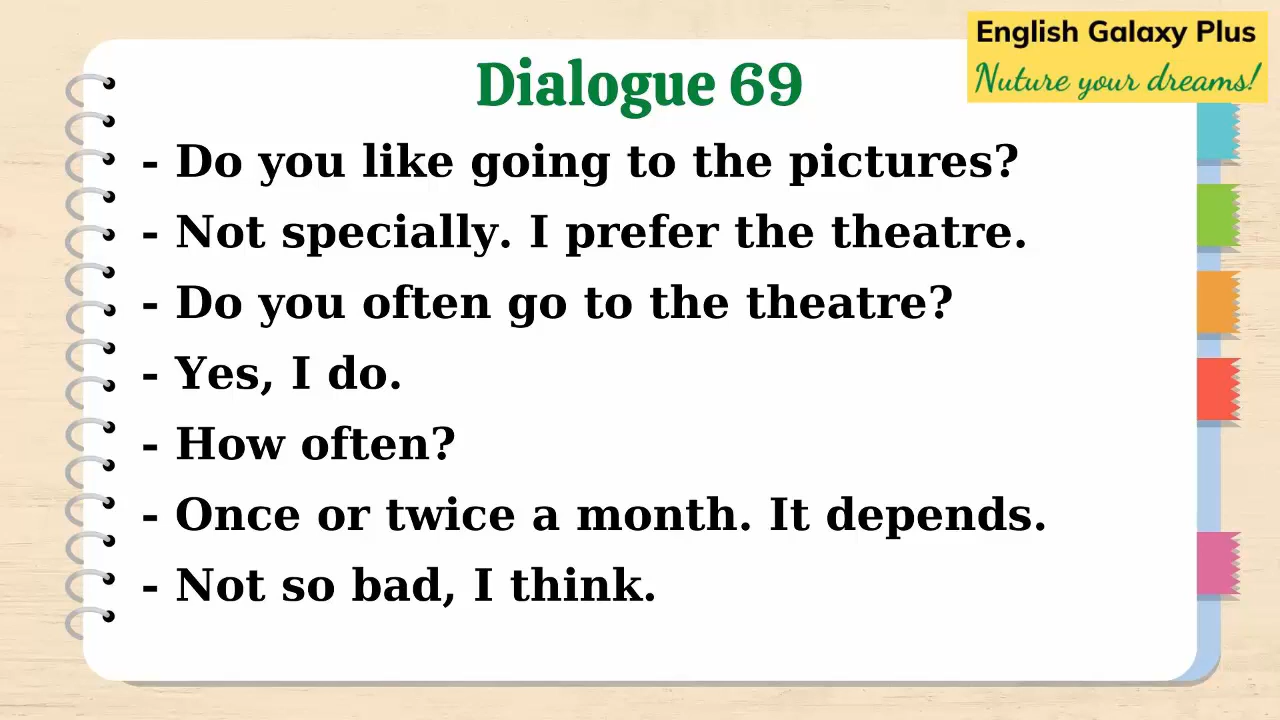 English Galaxy Plus
Nuture your dreams!
Dialogue 69
- Do you like going to the pictures?
- Not specially. I prefer the theatre.
- Do you often go to the theatre?
- Yes, I do.
- How often?
- Once or twice a month. It depends.
- Not so bad, I think.